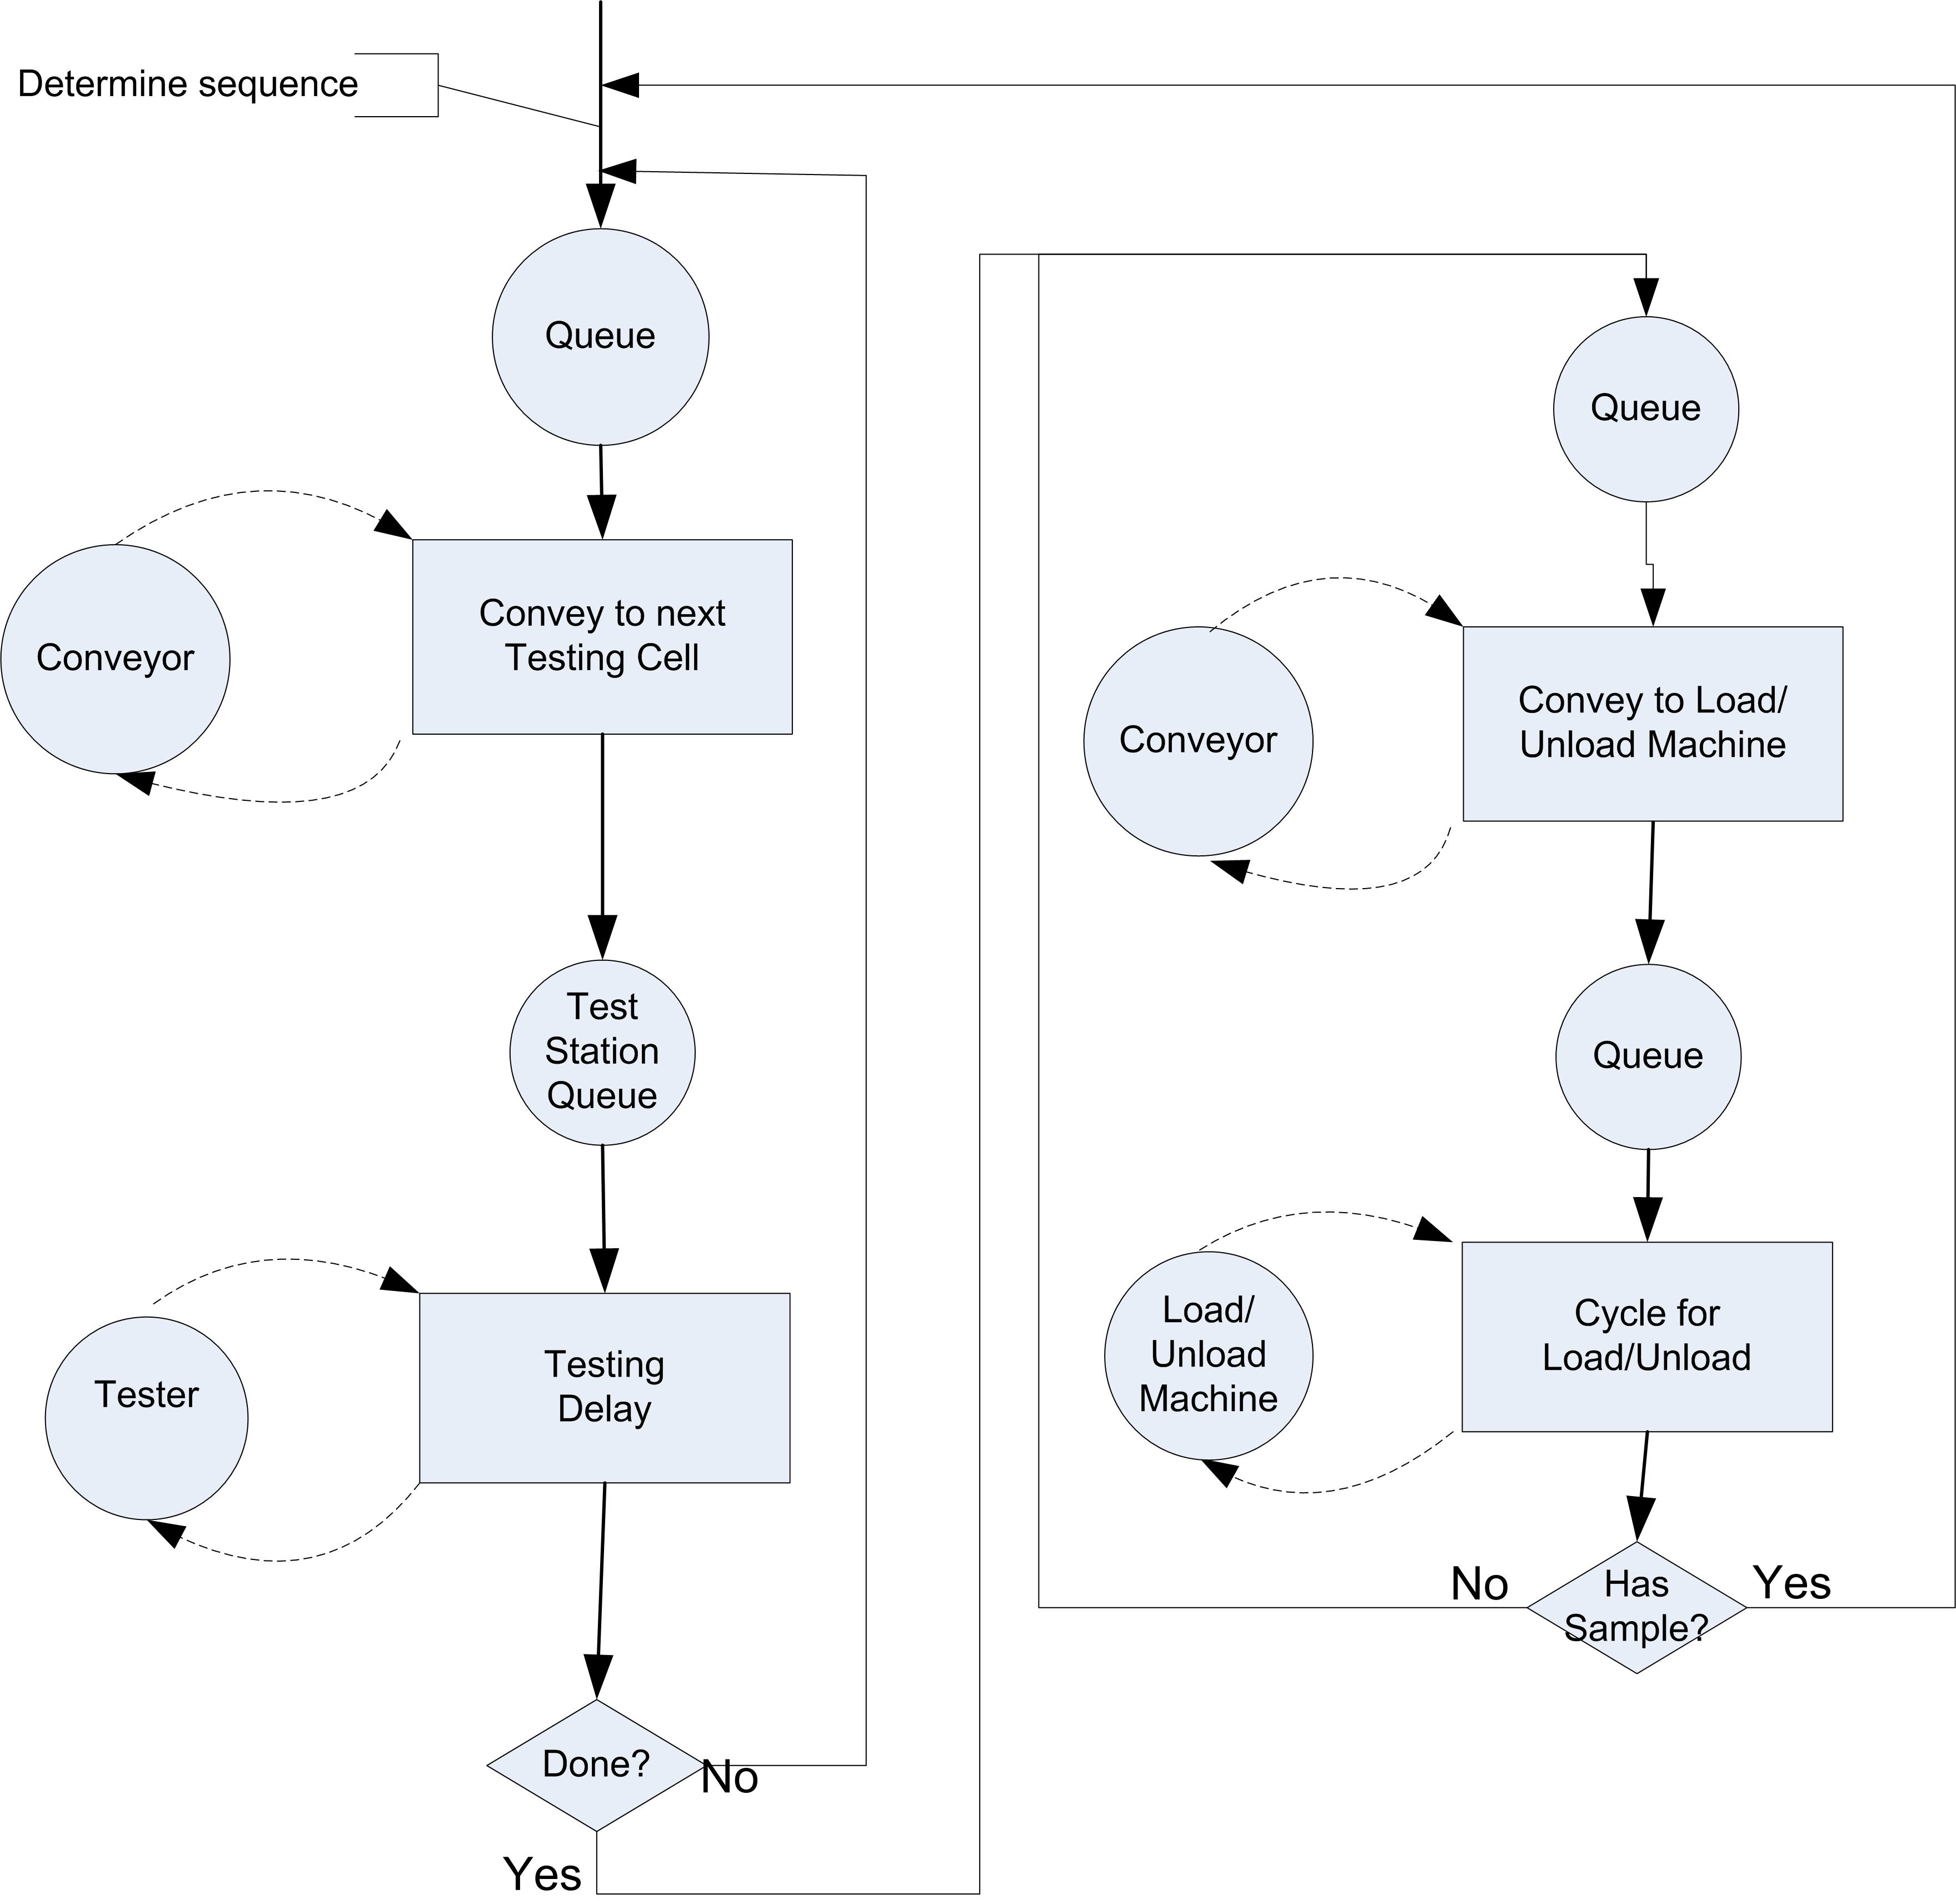 Determine sequence
Queue
Conveyor
Convey to next
Testing Cell
Test
Station
Queue
Tester
Testing
Delay
Done?
No
Yes
Queue
Conveyor
Convey to Load/
Unload Machine
Queue
Load/
Unload
Machine
Cycle for
Load/Unload
No
Has
Sample?
Yes